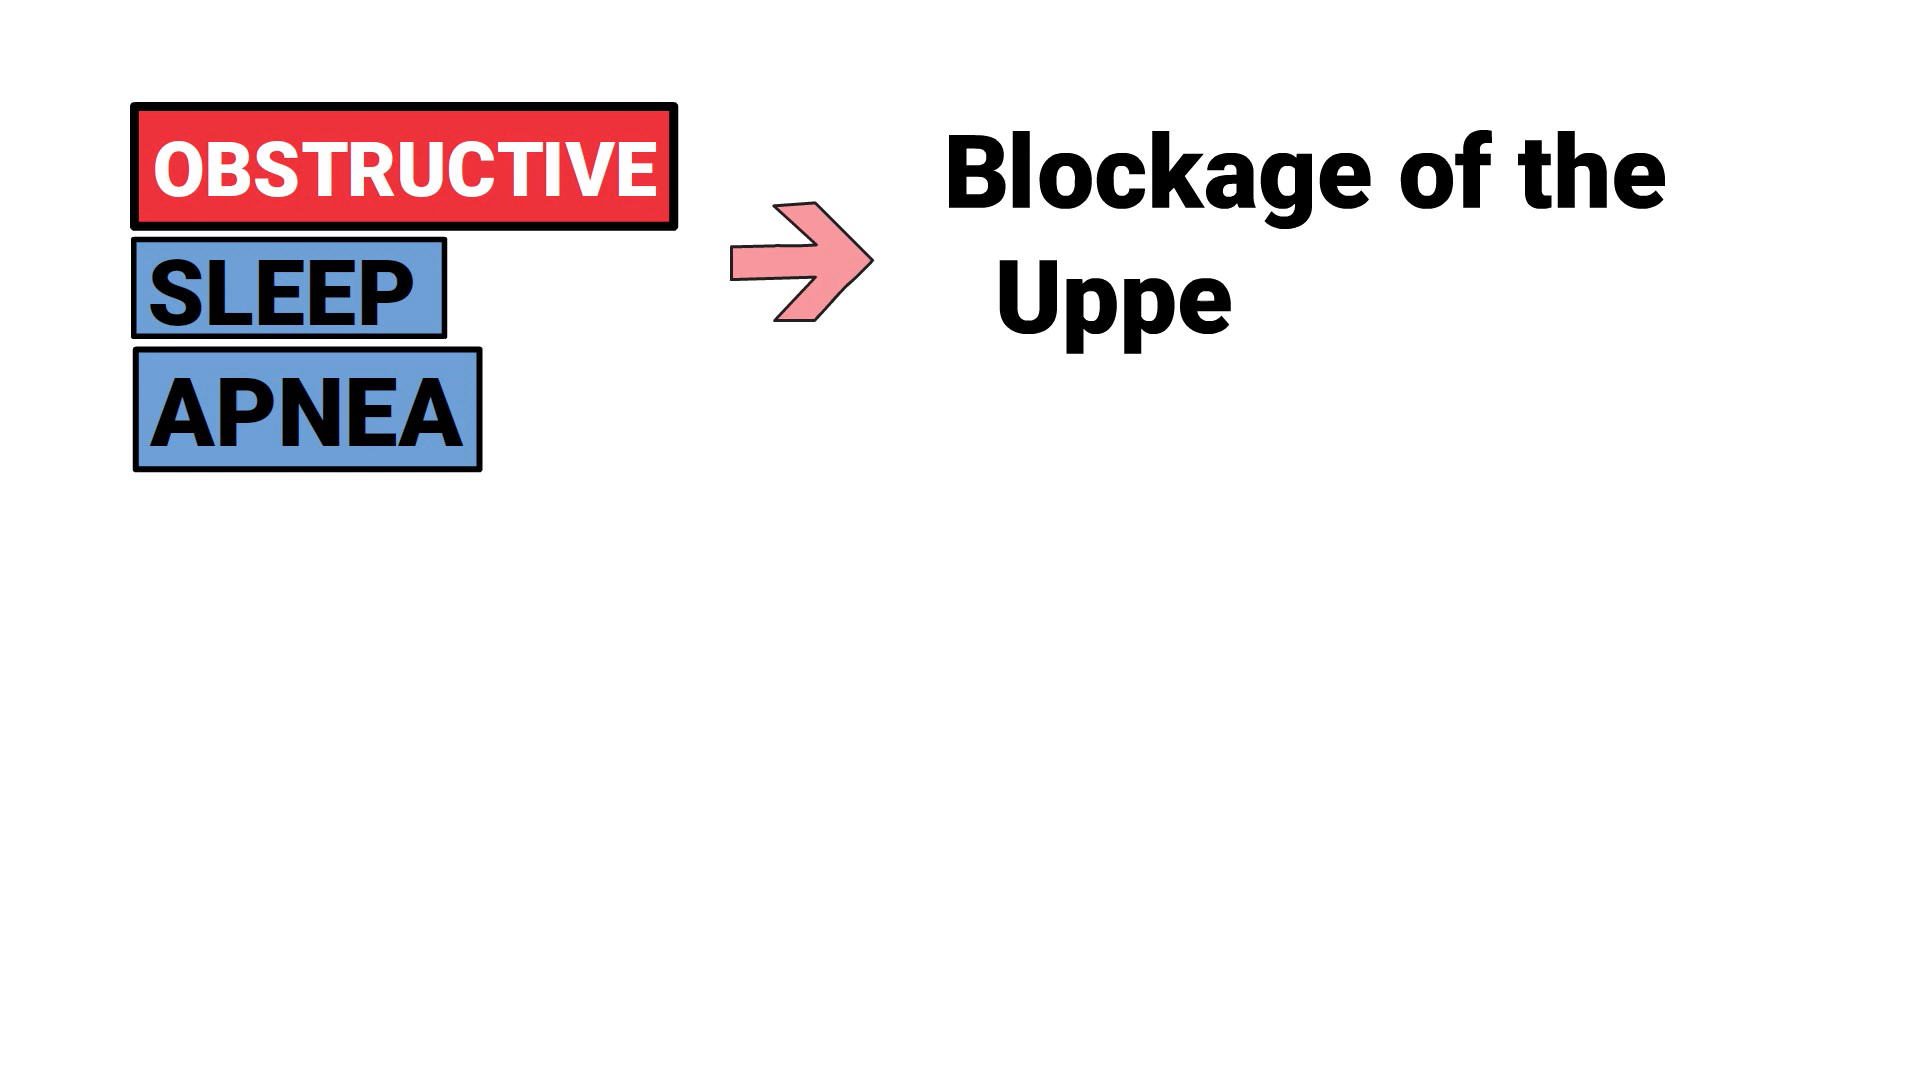 OBSTRUCTIVE
SLEEP
APNEA
Blockage of the
Uppe